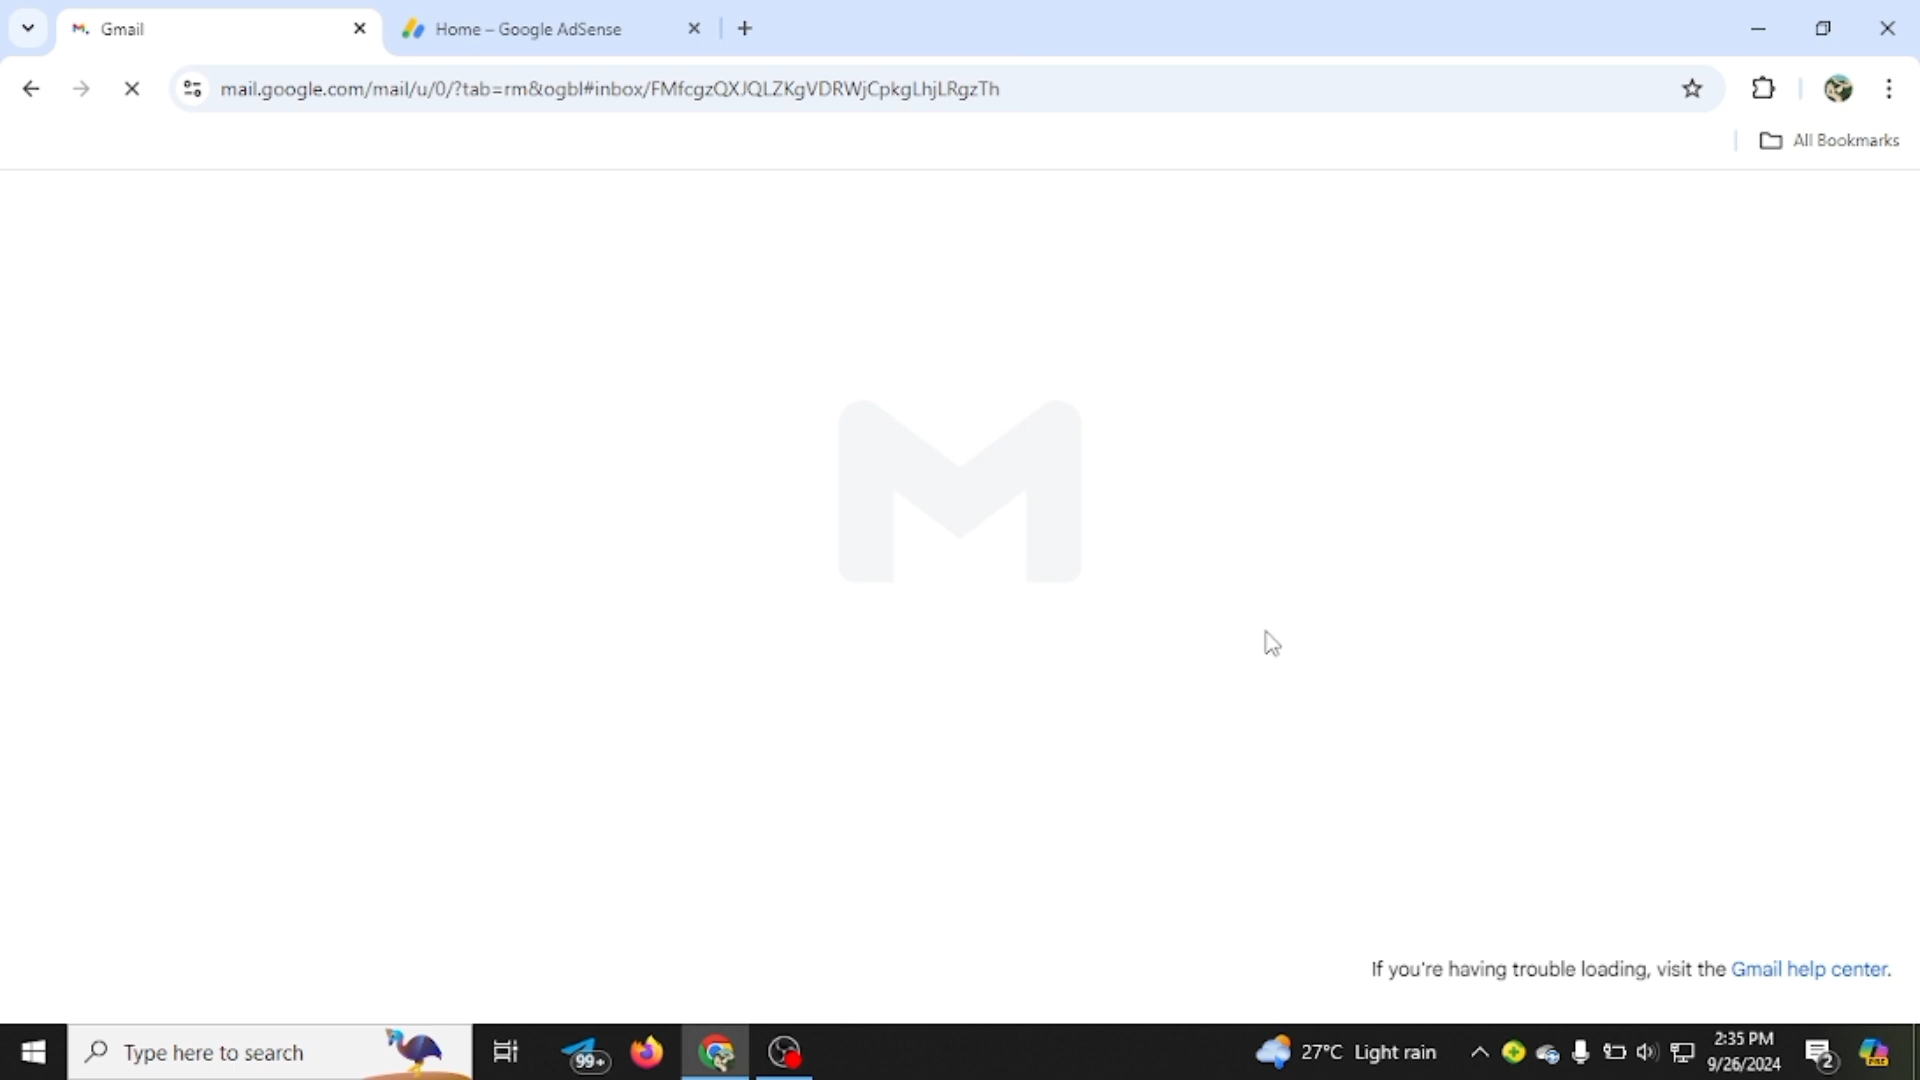 Gmail
Home – Google AdSense
mail.google.com/mail/u/0/?tab=rm&ogbl#inbox/FMfcgzQXJQLZKgVDRWjCpkgLhjLRgzTh
All Bookmarks
If you're having trouble loading, visit the Gmail help center.
Type here to search
99+
27°C Light rain
2:35 PM
9/26/2024
2